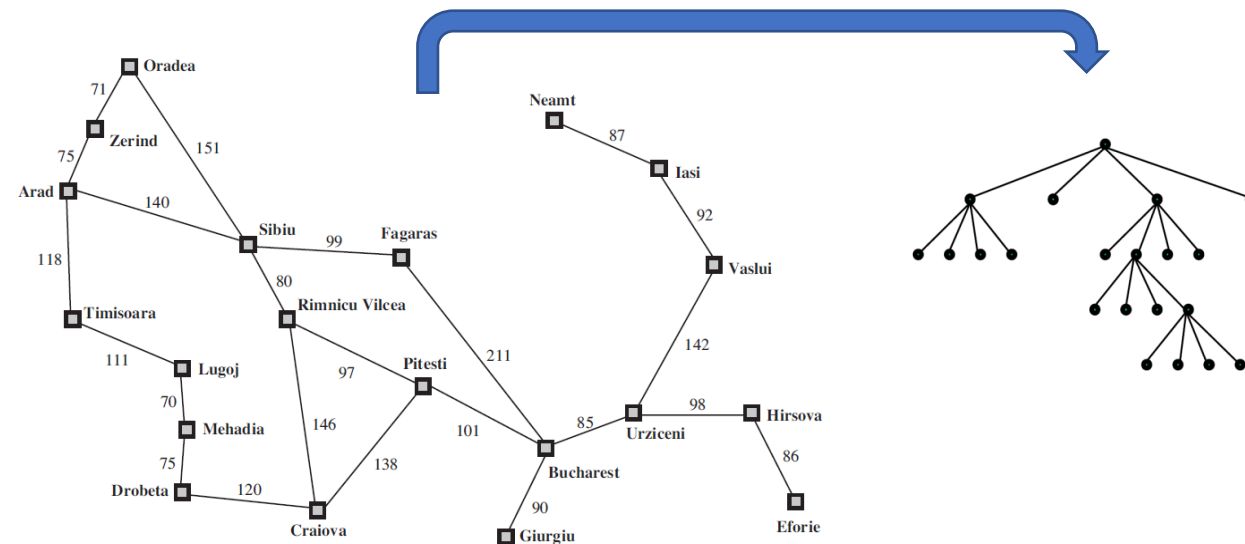 Oradea
71
Neamt
87
Zerind
151
75
Iasi
Arad
140
92
Sibiu
Fagaras
99
118
Vaslui
80
Timisoara
Rimnicu Vilcea
142
111
211
Lugoj
Pitesti
97
70
98
Hirsova
85
Mehadia
146
101
Urziceni
86
75
138
Bucharest
Drobeta
120
90
Craiova
Eforie
Giurgiu